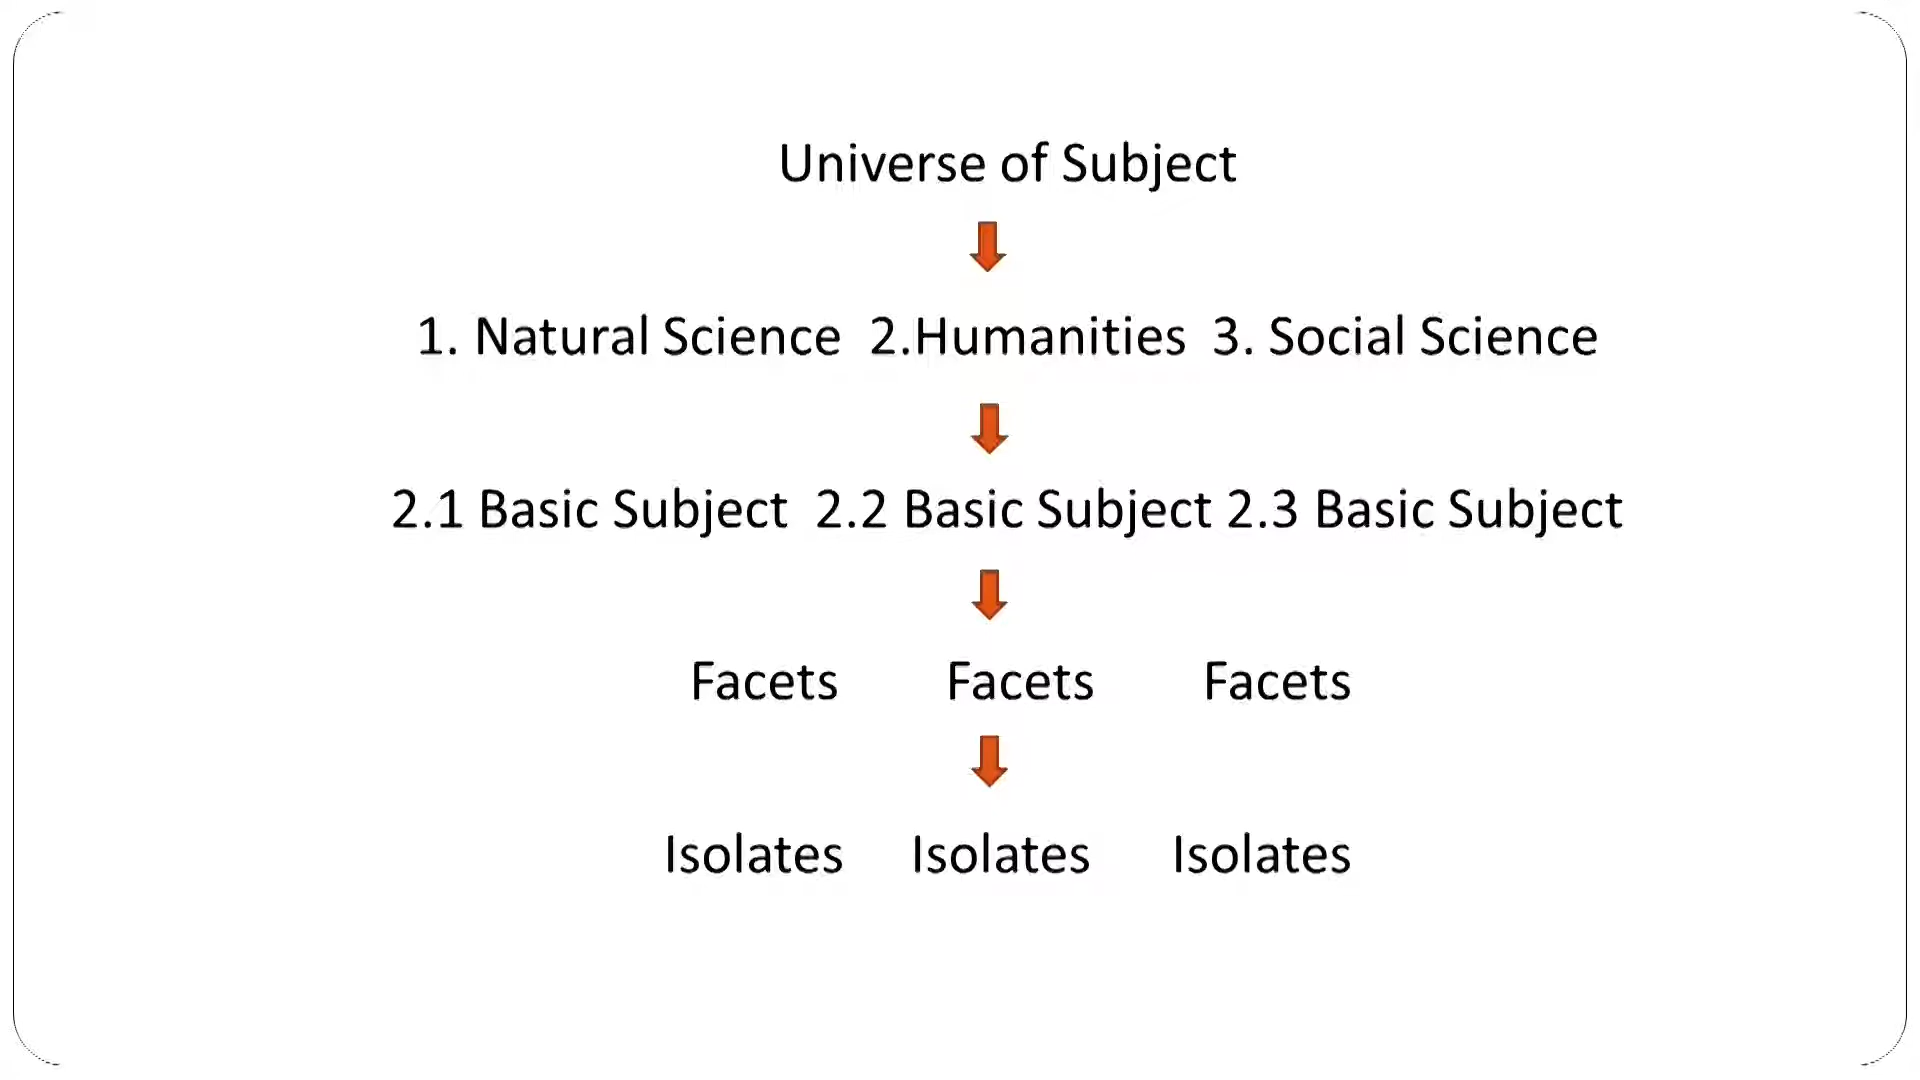 Universe of Subject
1. Natural Science 2.Humanities 3. Social Science
2.1 Basic Subject 2.2 Basic Subject 2.3 Basic Subject
Facets Facets Facets
Isolates Isolates Isolates